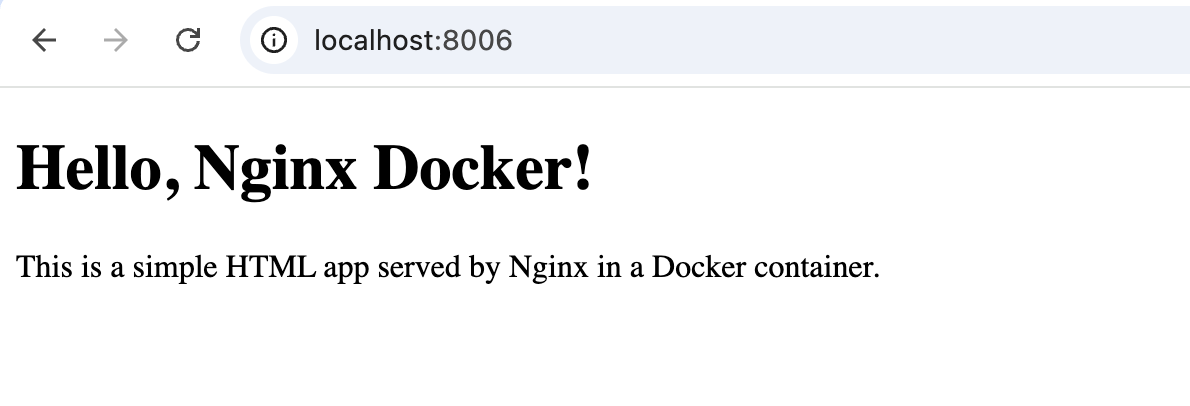 localhost:8006
Hello, Nginx Docker!
This is a simple HTML app served by Nginx in a Docker container.